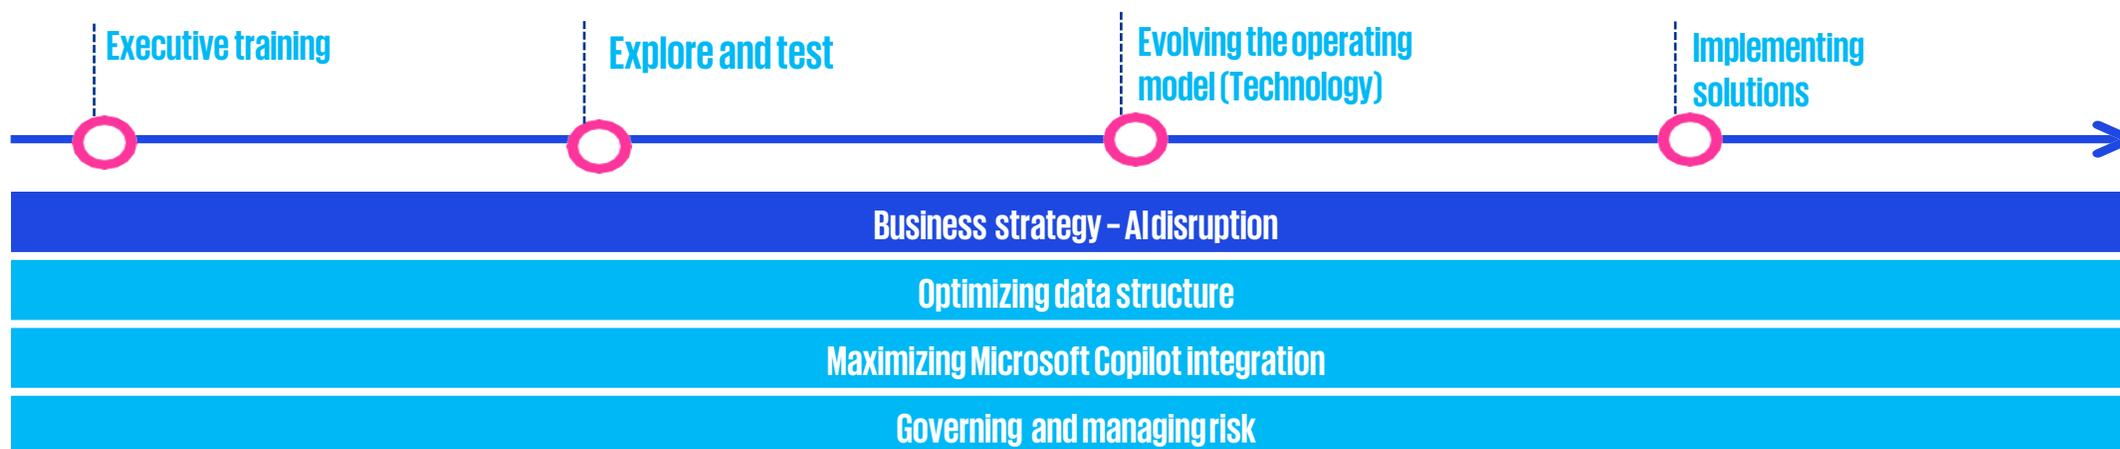 Executive training
Explore and test
Evolving the operating
model (Technology)
Implementing
solutions
Business strategy – AI disruption
Optimizing data structure
Maximizing Microsoft Copilot integration
Governing and managing risk